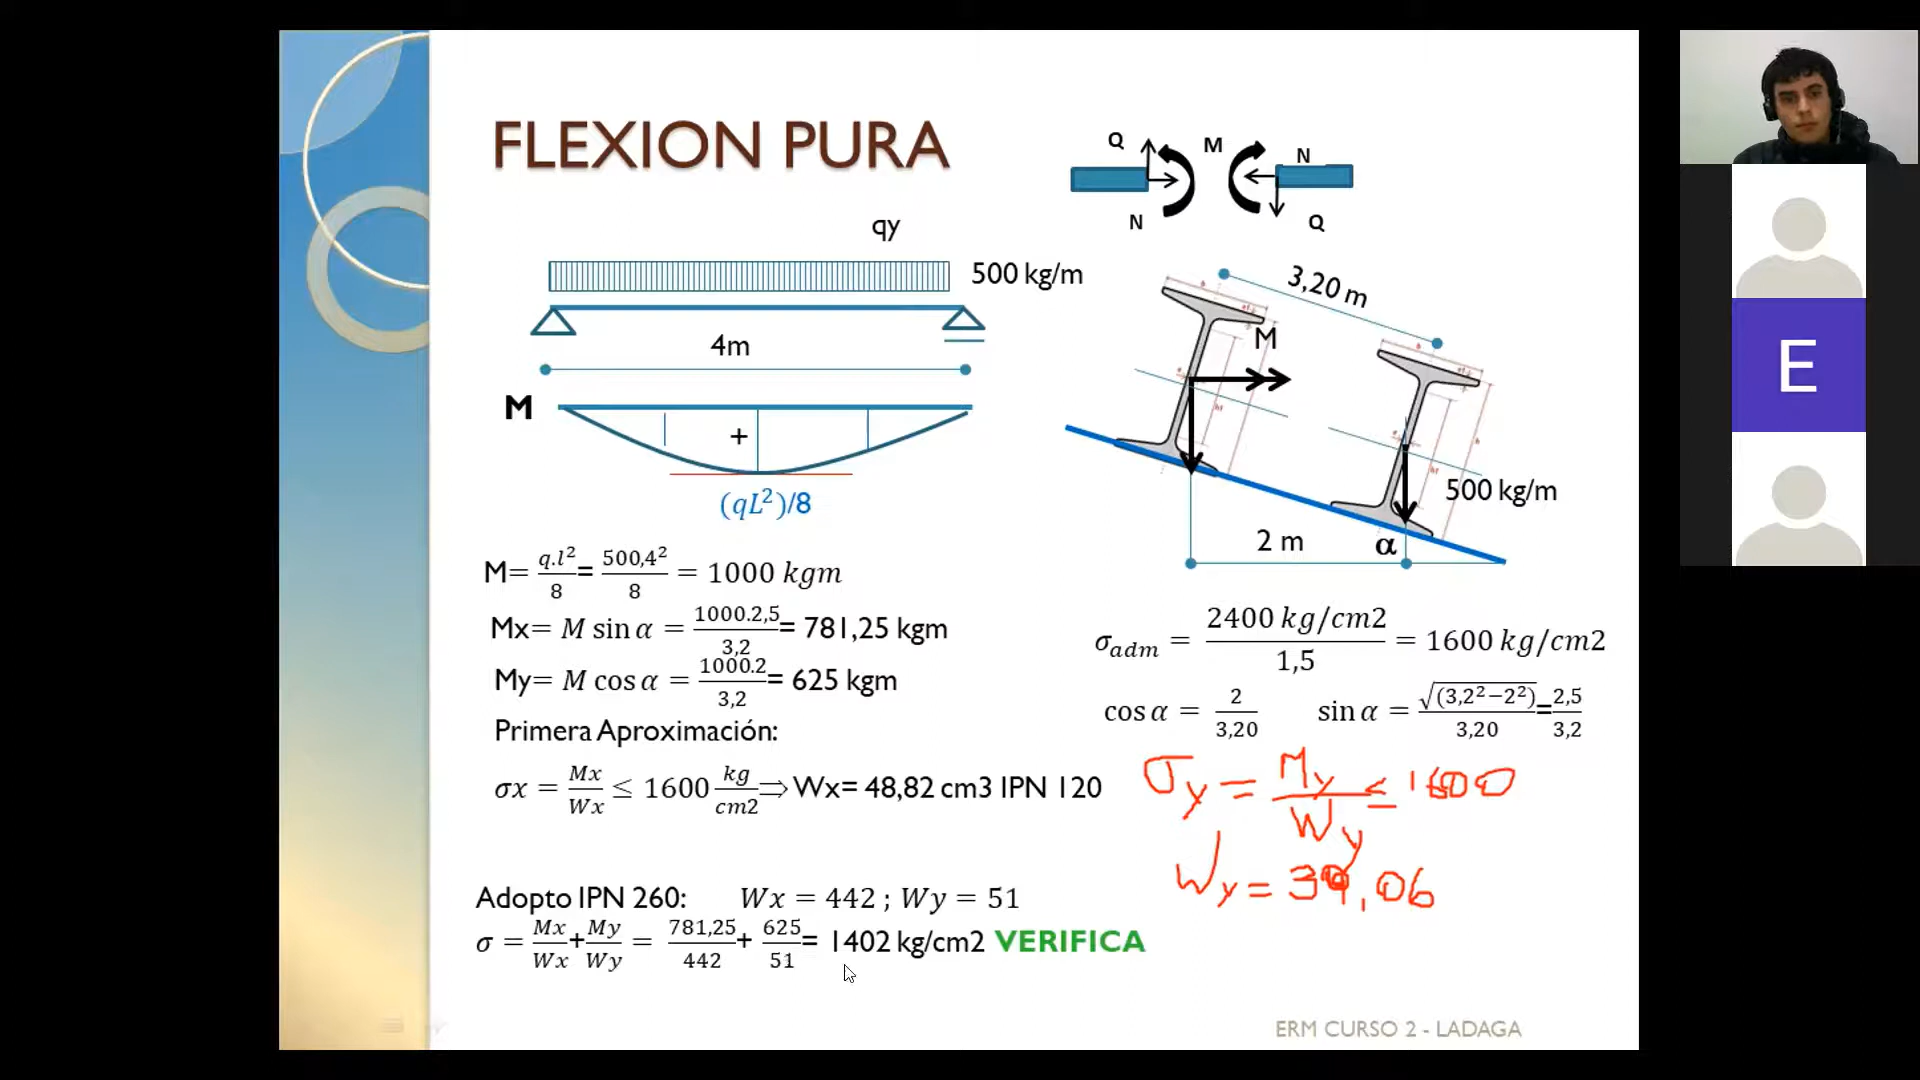 FLEXION PURA
Q M N
N Q
qy
500 kg/m
3,20 m
M
4m
M
+
(qL²)/8
500 kg/m
2 m α
M= q.l²/8 = 500,4²/8 = 1000 kgm
Mx= M sin α = 1000.2,5/3,2 = 781,25 kgm
My= M cos α = 1000.2/3,2 = 625 kgm
Primera Aproximación:
σx = Mx/Wx ≤ 1600 kg/cm2 ⇒ Wx= 48,82 cm3 IPN 120
Adopto IPN 260: Wx = 442 ; Wy = 51
σ = Mx/Wx + My/Wy = 781,25/442 + 625/51 = 1402 kg/cm2 VERIFICA
σadm = 2400 kg/cm2 / 1,5 = 1600 kg/cm2
cos α = 2/3,20 sin α = √(3,2²−2²)/3,20 = 2,5/3,2
σy = My/Wy ≤ 1600
Wy = 39,06
ERM CURSO 2 - LADAGA
E